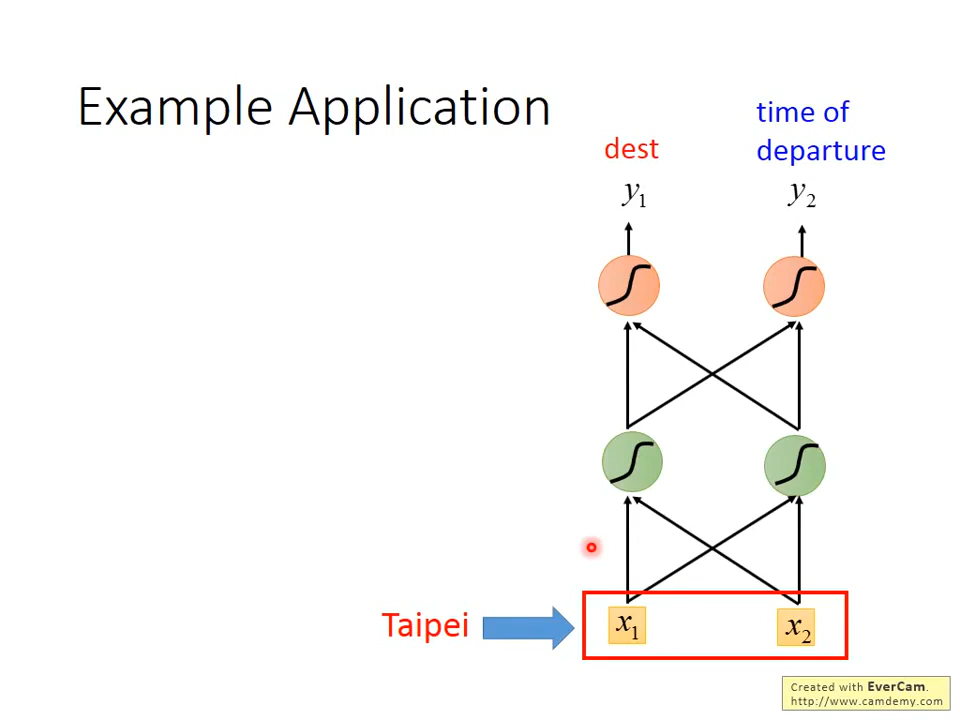 Example Application
time of
departure
dest
y1
y2
Taipei
x1
x2
Created with EverCam.
http://www.camdemy.com